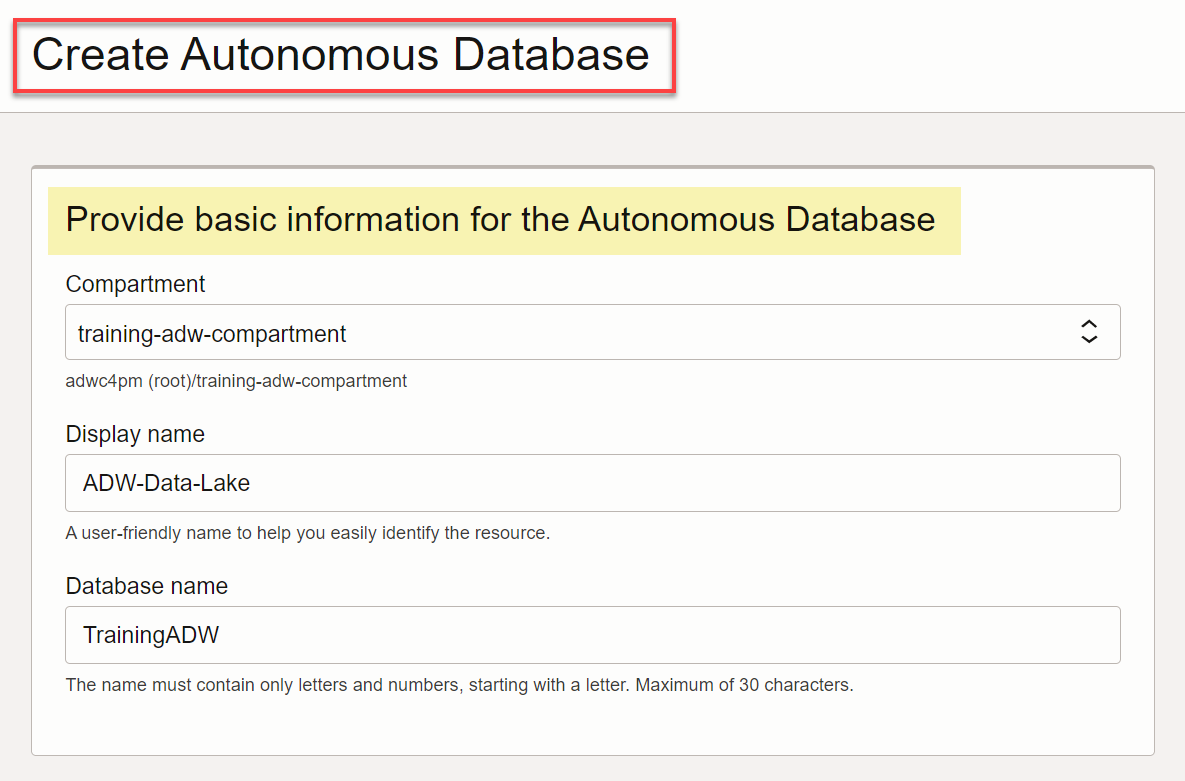 Create Autonomous Database
Provide basic information for the Autonomous Database
Compartment
training-adw-compartment
adwc4pm (root)/training-adw-compartment
Display name
ADW-Data-Lake
A user-friendly name to help you easily identify the resource.
Database name
TrainingADW
The name must contain only letters and numbers, starting with a letter. Maximum of 30 characters.